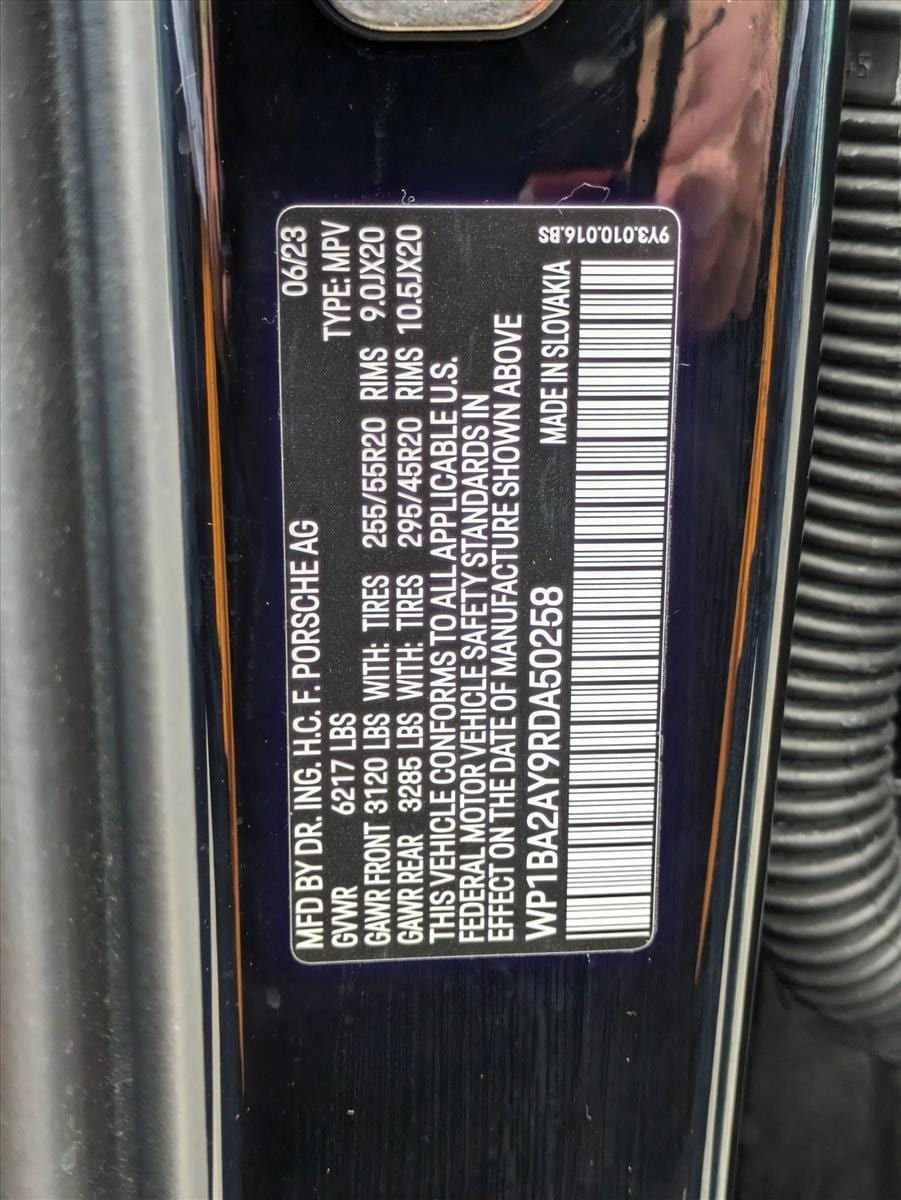 MFD BY DR. ING. H.C. F. PORSCHE AG 06/23
GVWR 6217 LBS TYPE: MPV
GAWR FRONT 3120 LBS WITH: TIRES 255/55R20 RIMS 9.0JX20
GAWR REAR 3285 LBS WITH: TIRES 295/45R20 RIMS 10.5JX20
THIS VEHICLE CONFORMS TO ALL APPLICABLE U.S.
FEDERAL MOTOR VEHICLE SAFETY STANDARDS IN
EFFECT ON THE DATE OF MANUFACTURE SHOWN ABOVE
WP1BA2AY9RDA50258 MADE IN SLOVAKIA
9Y3.010.016.BS